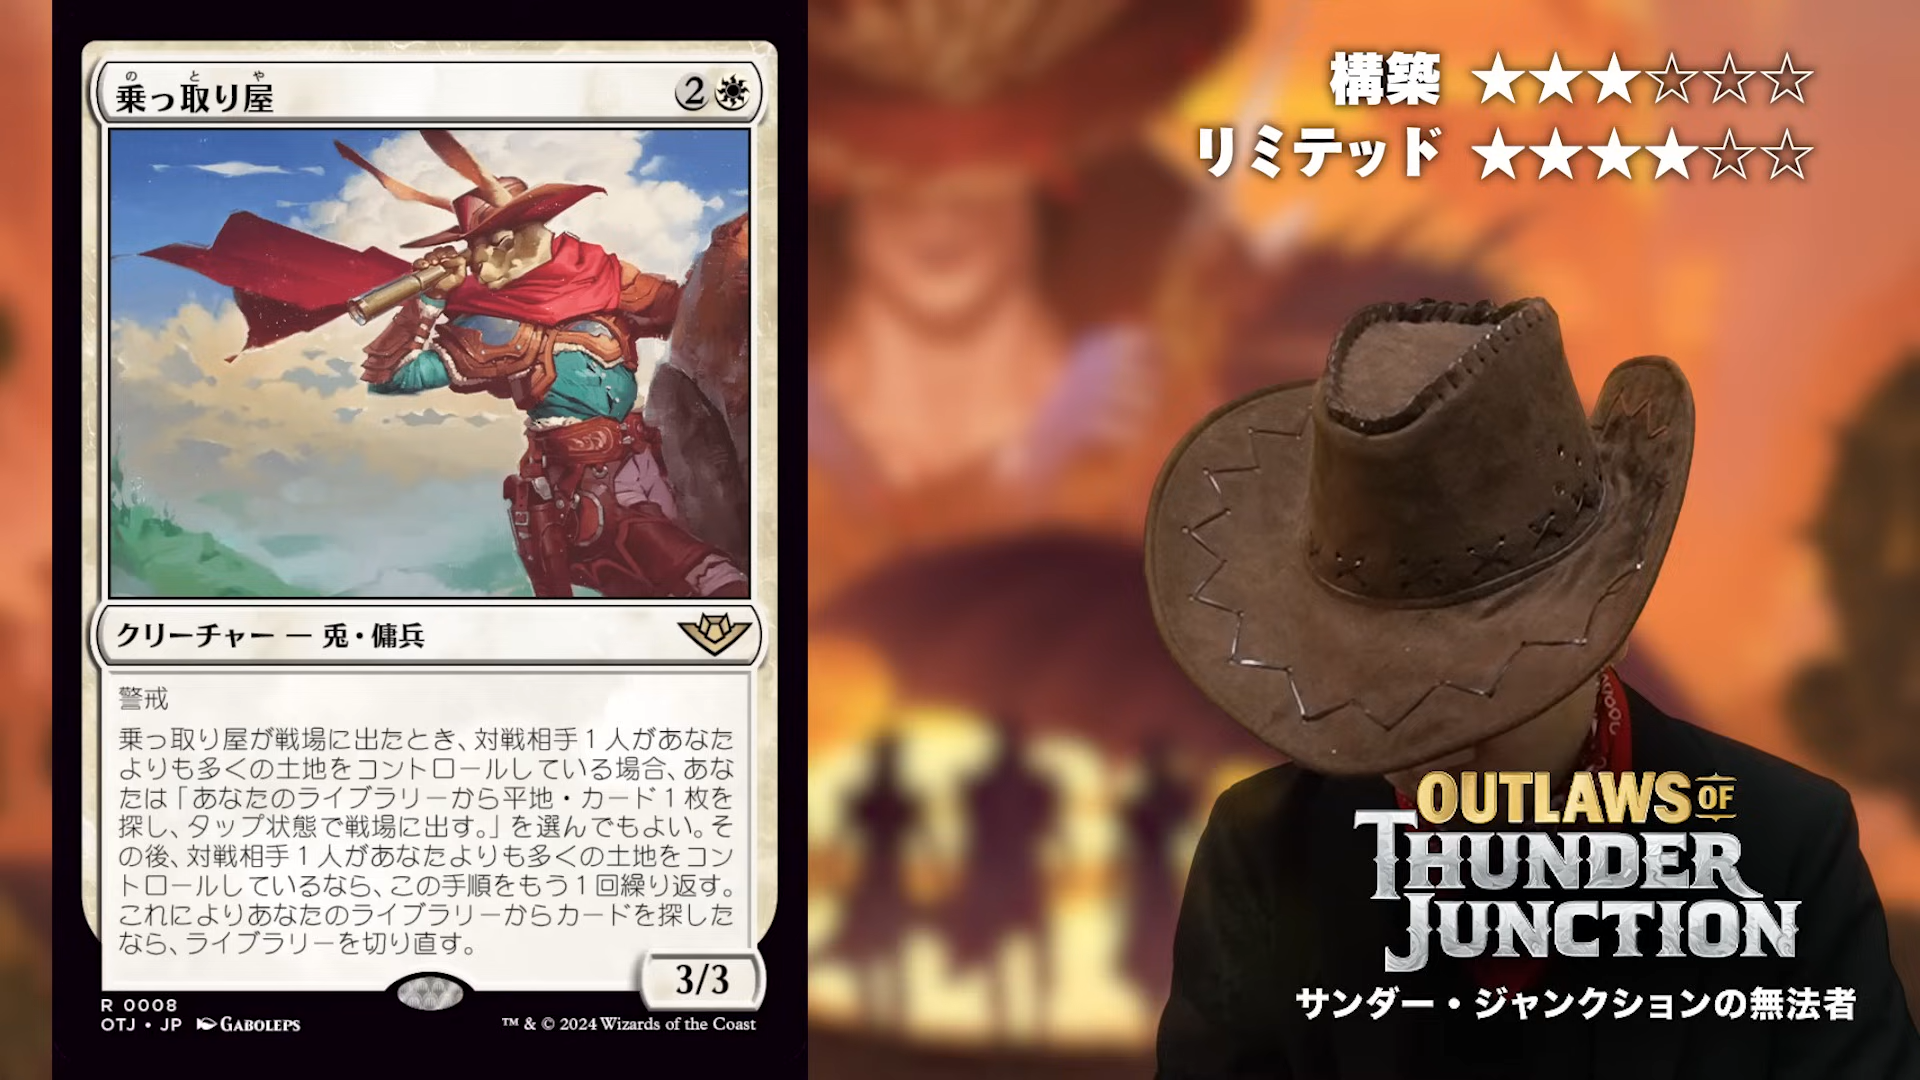 乗っ取り屋
の と や
2
クリーチャー — 兎・傭兵
警戒
乗っ取り屋が戦場に出たとき、対戦相手1人があなた
よりも多くの土地をコントロールしている場合、あな
たは「あなたのライブラリーから平地・カード1枚を
探し、タップ状態で戦場に出す。」を選んでもよい。そ
の後、対戦相手1人があなたよりも多くの土地をコン
トロールしているなら、この手順をもう1回繰り返す。
これによりあなたのライブラリーからカードを探した
なら、ライブラリーを切り直す。
3/3
R 0008
OTJ • JP GABOLEPS
™ & © 2024 Wizards of the Coast
構築 ★★★☆☆☆
リミテッド ★★★★☆☆
OUTLAWS OF
THUNDER
JUNCTION
サンダー・ジャンクションの無法者